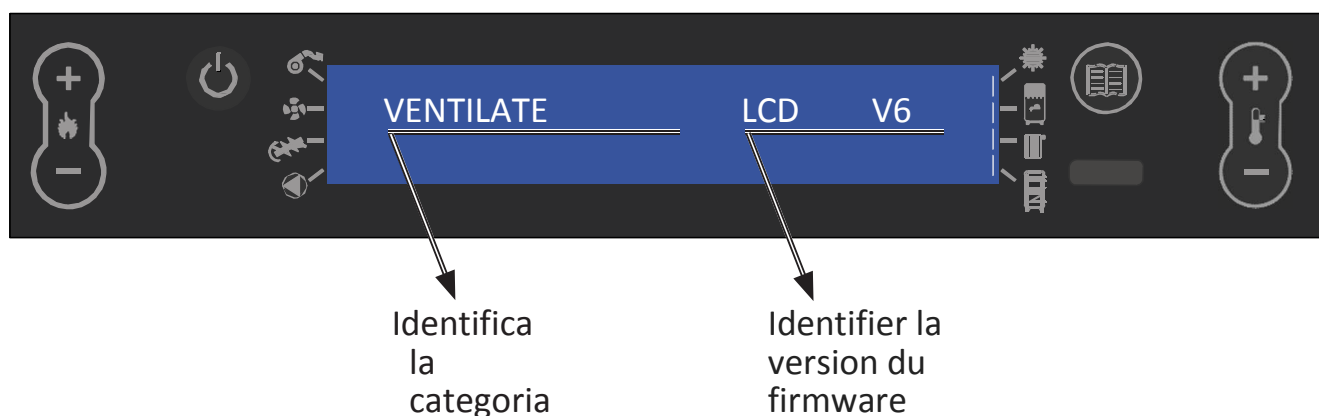 VENTILATE LCD V6
Identifica
la
categoria
Identifier la
version du
firmware